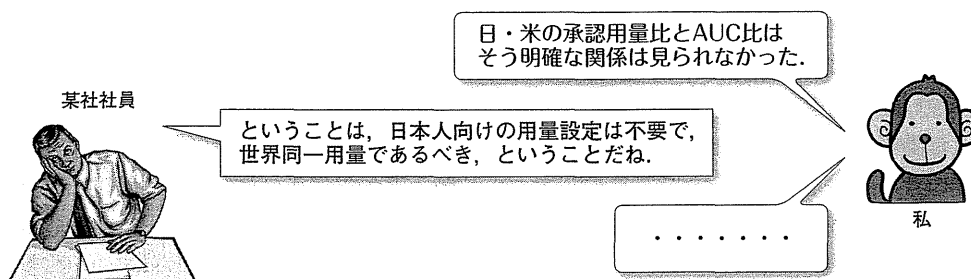 日・米の承認用量比とAUC比は
そう明確な関係は見られなかった．
某社社員
ということは，日本人向けの用量設定は不要で，
世界同一用量であるべき，ということだね．
私
・・・・・・・